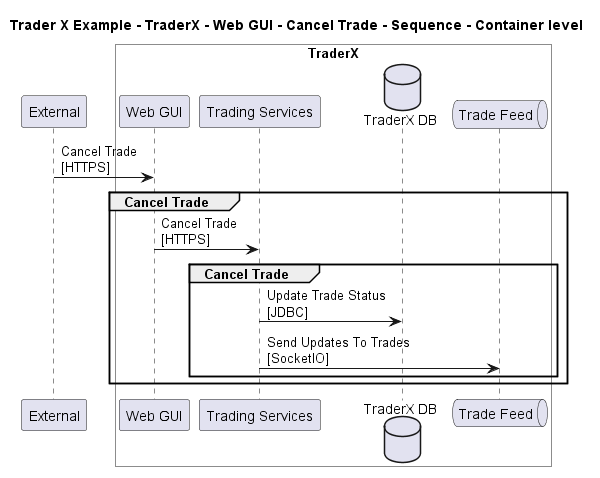 Trader X Example - TraderX - Web GUI - Cancel Trade - Sequence - Container level
TraderX
External
Web GUI
Trading Services
TraderX DB
Trade Feed
Cancel Trade
[HTTPS]
Cancel Trade
Cancel Trade
[HTTPS]
Cancel Trade
Update Trade Status
[JDBC]
Send Updates To Trades
[SocketIO]
External
Web GUI
Trading Services
TraderX DB
Trade Feed